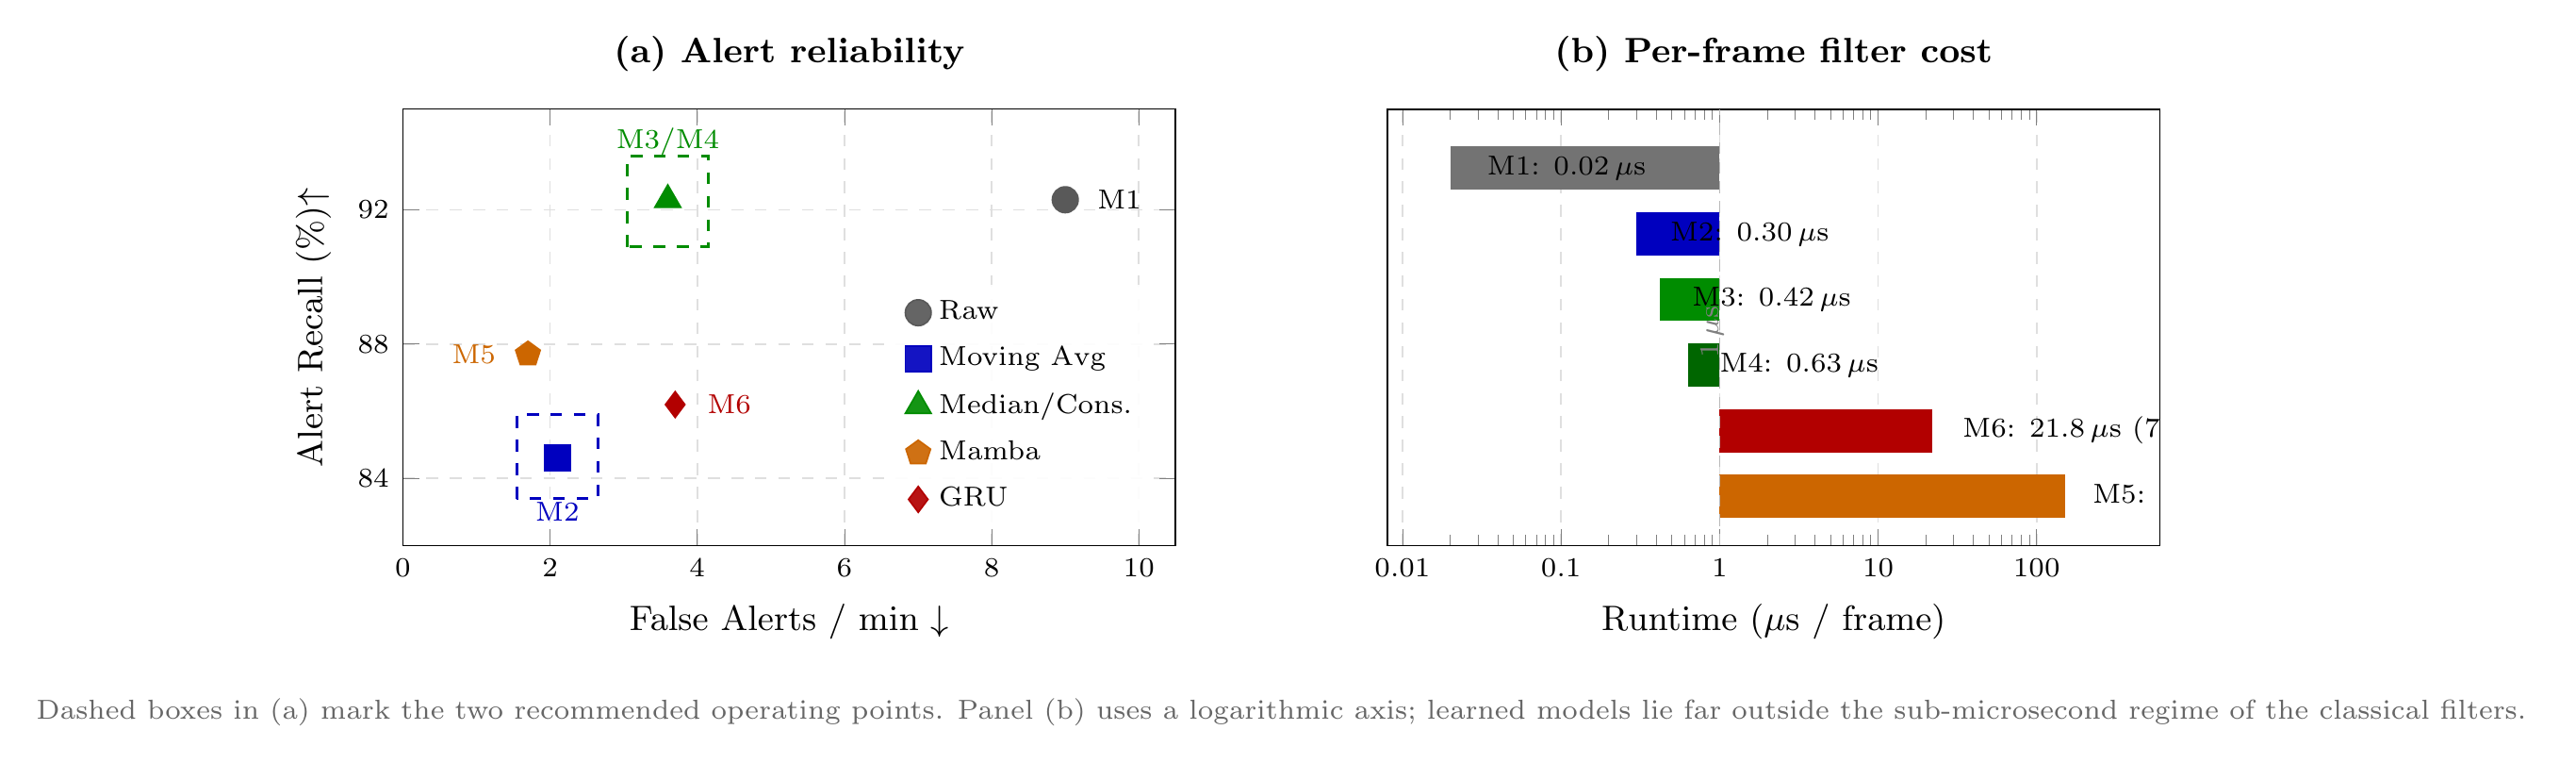 (a) Alert reliability
Alert Recall (%)↑
92
88
84
M3/M4
M1
M5
M6
M2
Raw
Moving Avg
Median/Cons.
Mamba
GRU
0 2 4 6 8 10
False Alerts / min ↓
(b) Per-frame filter cost
M1: 0.02 μs
M2: 0.30 μs
M3: 0.42 μs
1 μs
M4: 0.63 μs
M6: 21.8 μs (7
M5:
0.01 0.1 1 10 100
Runtime (μs / frame)
Dashed boxes in (a) mark the two recommended operating points. Panel (b) uses a logarithmic axis; learned models lie far outside the sub-microsecond regime of the classical filters.